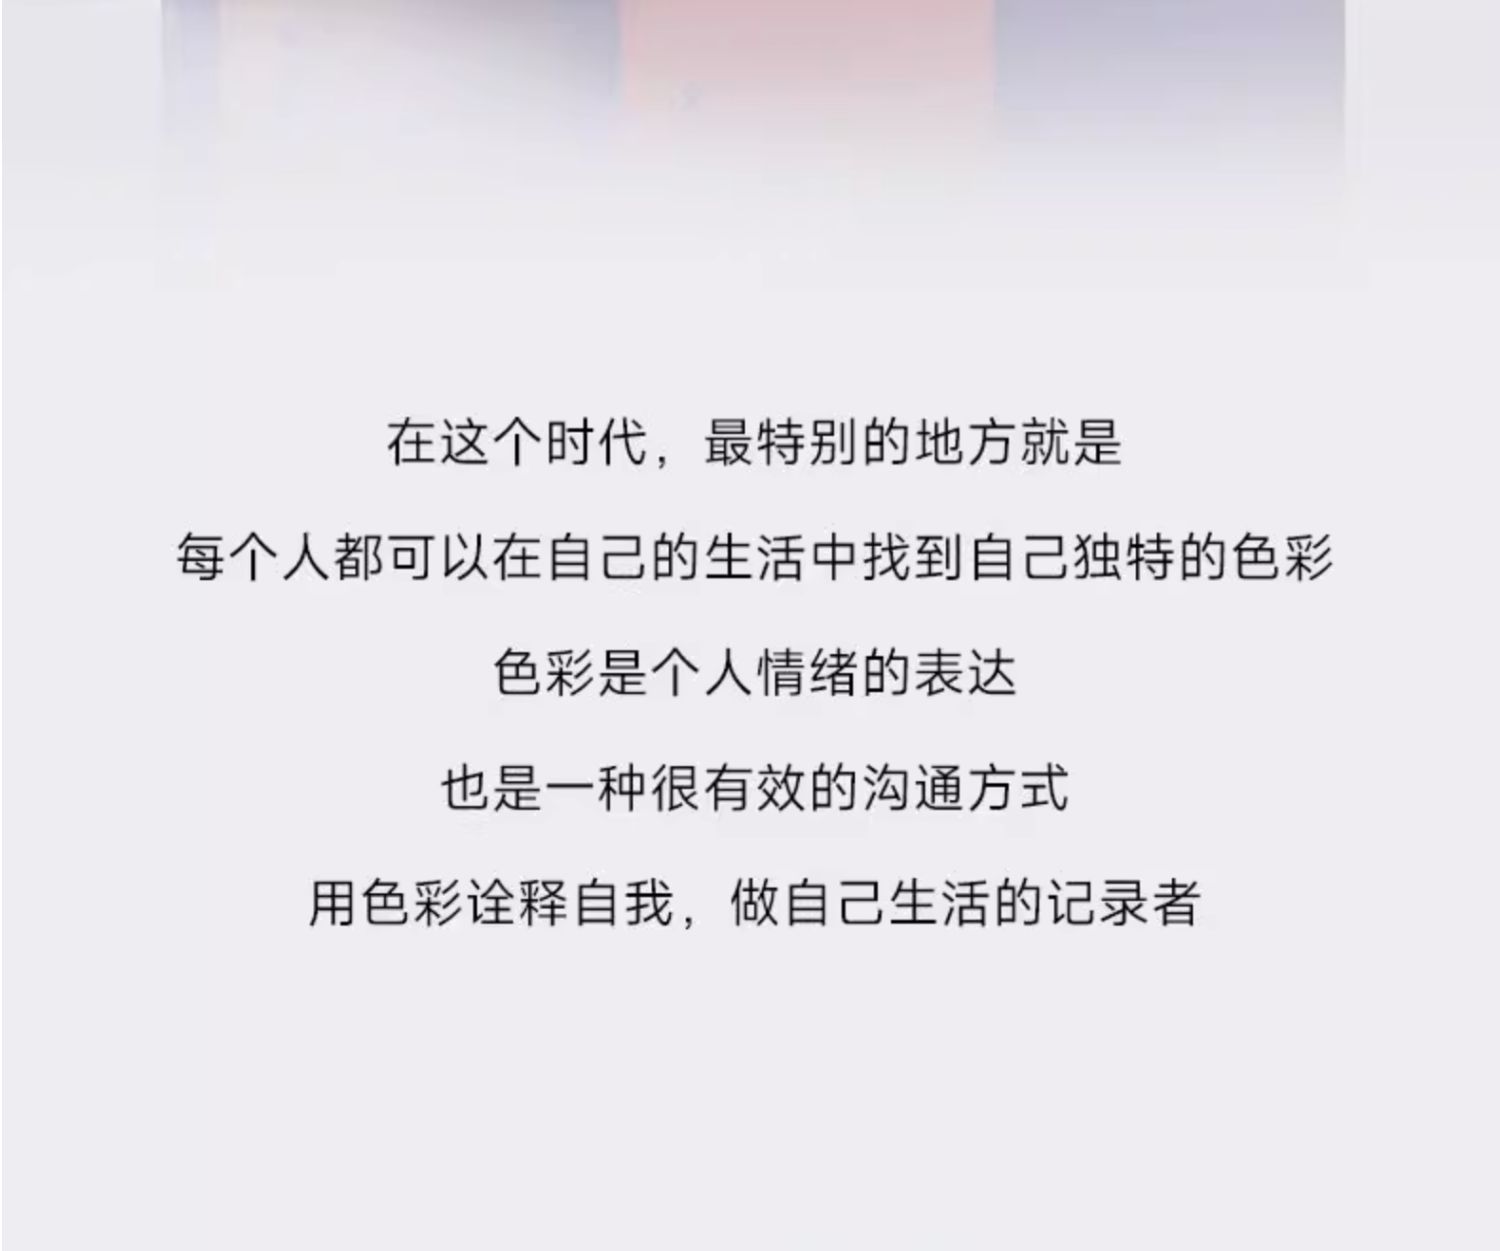 在这个时代，最特别的地方就是
每个人都可以在自己的生活中找到自己独特的色彩
色彩是个人情绪的表达
也是一种很有效的沟通方式
用色彩诠释自我，做自己生活的记录者